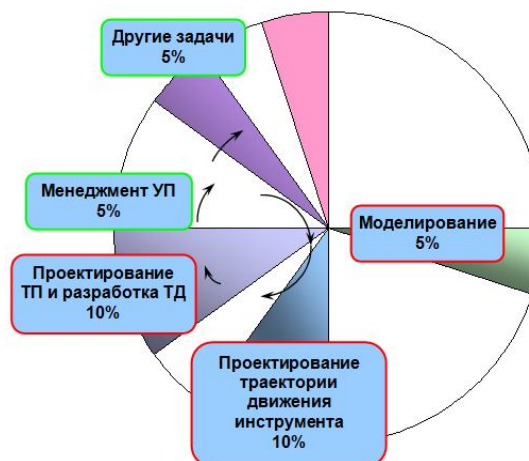 Другие задачи
5%
Менеджмент УП
5%
Моделирование
5%
Проектирование
ТП и разработка ТД
10%
Проектирование
траектории
движения
инструмента
10%